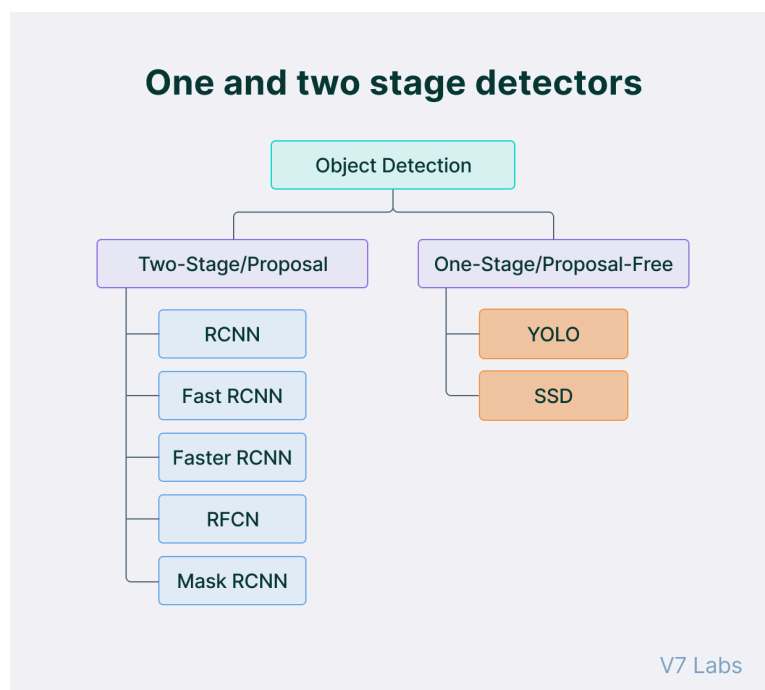 One and two stage detectors
Object Detection
Two-Stage/Proposal
RCNN
Fast RCNN
Faster RCNN
RFCN
Mask RCNN
One-Stage/Proposal-Free
YOLO
SSD
V7 Labs